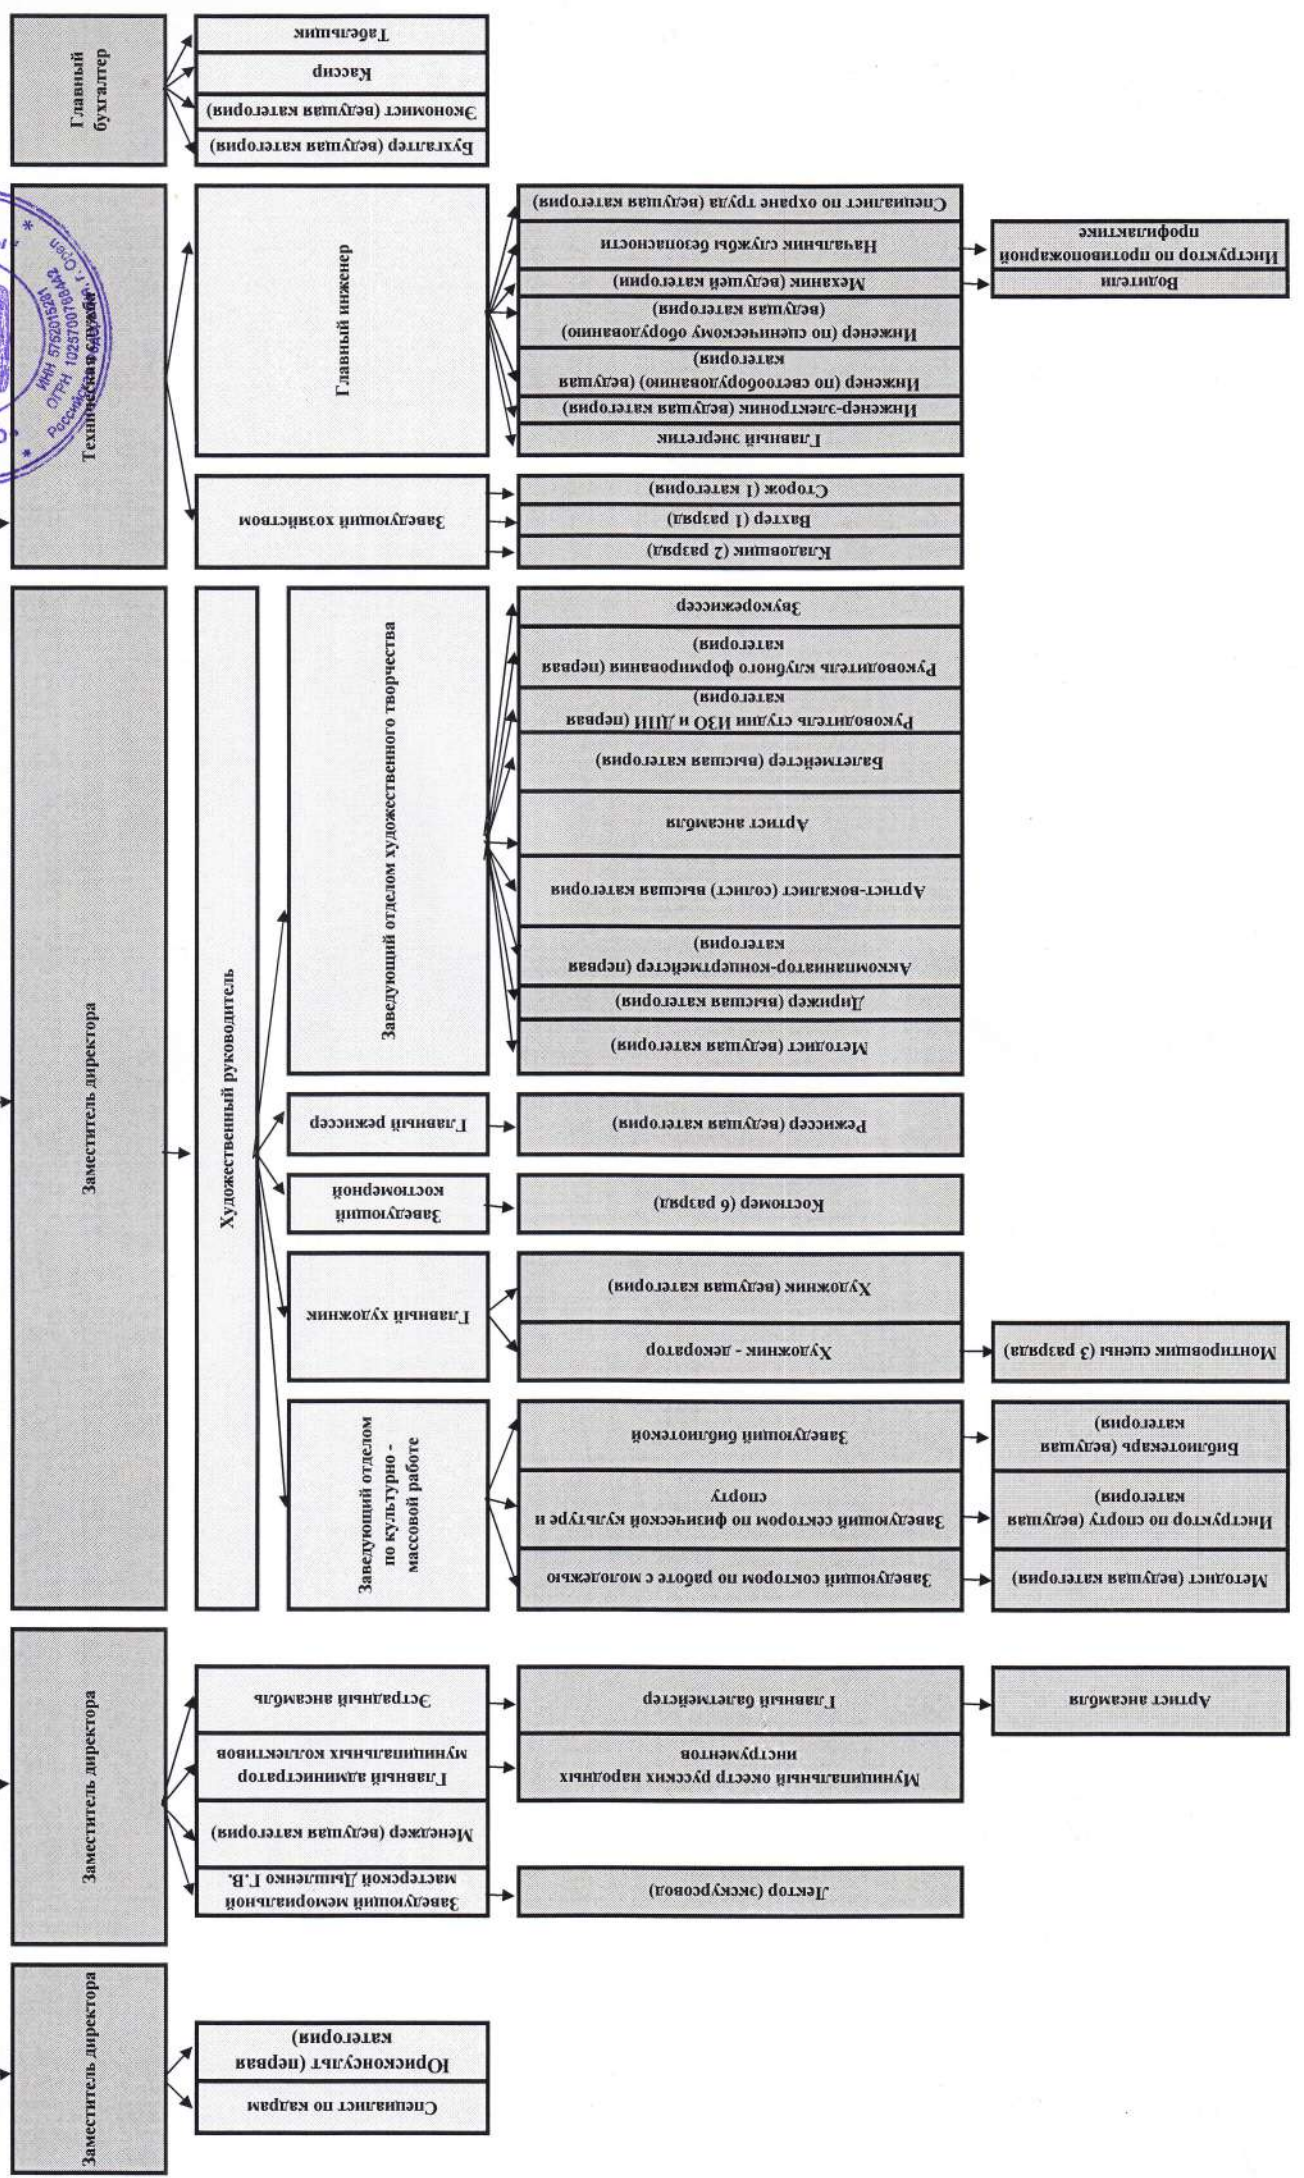 Заместитель директора
Специалист по кадрам
Юрисконсульт (первая
категория)
Заместитель директора
Заведующий мемориальной
мастерской Дышленко Г.В.
Менеджер (ведущая категория)
Главный администратор
муниципальных коллективов
Эстрадный ансамбль
Лектор (экскурсовод)
Муниципальный окестр русских народных
инструментов
Главный балетмейстер
Артист ансамбля
Заместитель директора
Художественный руководитель
Заведующий отделом
по культурно -
массовой работе
Заведующий соктором по работе с молодежью
Методист (ведущая категория)
Заведующий сектором по физической культуре и
спорту
Инструктор по спорту (ведущая
категория)
Заведующий библиотекой
Библиотекарь (ведущая
категория)
Главный художник
Художник - декоратор
Монтировщик сцены (3 разряда)
Художник (ведущая категория)
Заведующий
костюмерной
Костюмер (6 разряд)
Главный режиссер
Режиссер (ведущая категория)
Заведующий отделом художественного творчества
Методист (ведущая категория)
Дирижер (высшая категория)
Аккомпаниатор-концертмейстер (первая
категория)
Артист-вокалист (солист) высшая категория
Артист ансамбля
Балетмейстер (высшая категория)
Руководитель студии ИЗО и ДПИ (первая
категория)
Руководитель клубного формирования (первая
категория)
Звукорежиссер
Техническая служба
Заведующий хозяйством
Кладовщик (2 разряд)
Вахтер (1 разряд)
Сторож (1 категория)
Главный инженер
Главный энергетик
Инженер-электроник (ведущая категория)
Инженер (по светооборудованию) (ведущая
категория)
Инженер (по сценическому оборудованию)
(ведущая категория)
Механик (ведущей категории)
Водители
Начальник службы безопасности
Инструктор по противопожарной
профилактике
Специалист по охране труда (ведущая категория)
Главный
бухгалтер
Бухгалтер (ведущая категория)
Экономист (ведущая категория)
Кассир
Табельщик
ИНН 5752015281
ОГРН 1025700768442